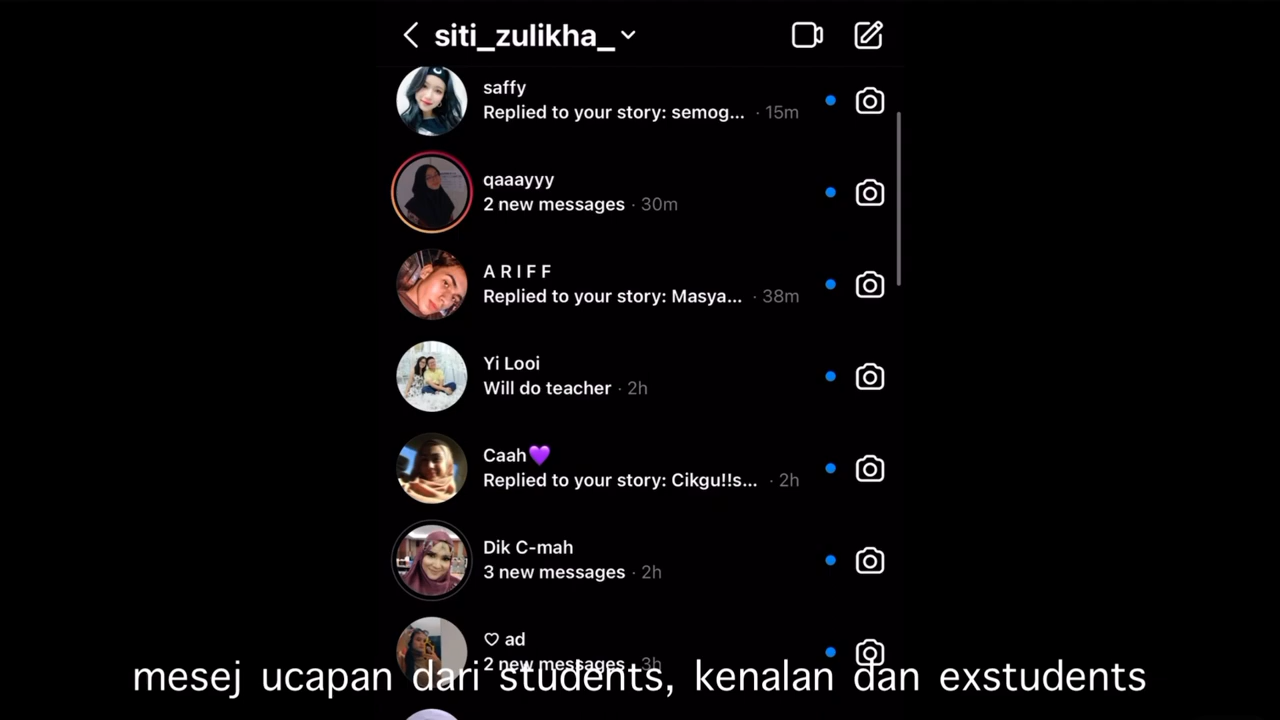 siti_zulikha_
saffy
Replied to your story: semog... · 15m
qaaayyy
2 new messages · 30m
A R I F F
Replied to your story: Masya... · 38m
Yi Looi
Will do teacher · 2h
Caah💜
Replied to your story: Cikgu!!s... · 2h
Dik C-mah
3 new messages · 2h
♡ ad
2 new messages · 3h
mesej ucapan dari students, kenalan dan exstudents